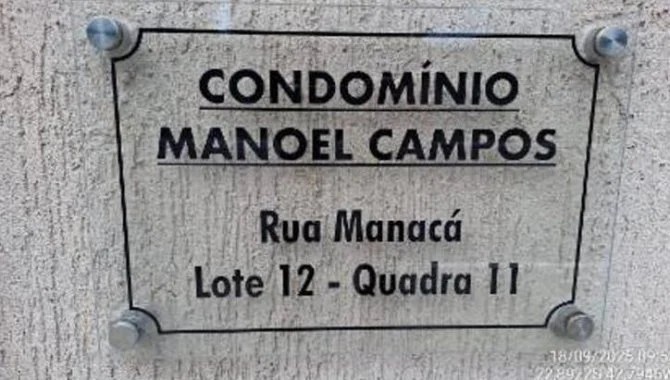 CONDOMÍNIO
MANOEL CAMPOS
Rua Manacá
Lote 12 - Quadra 11
18/09/2025